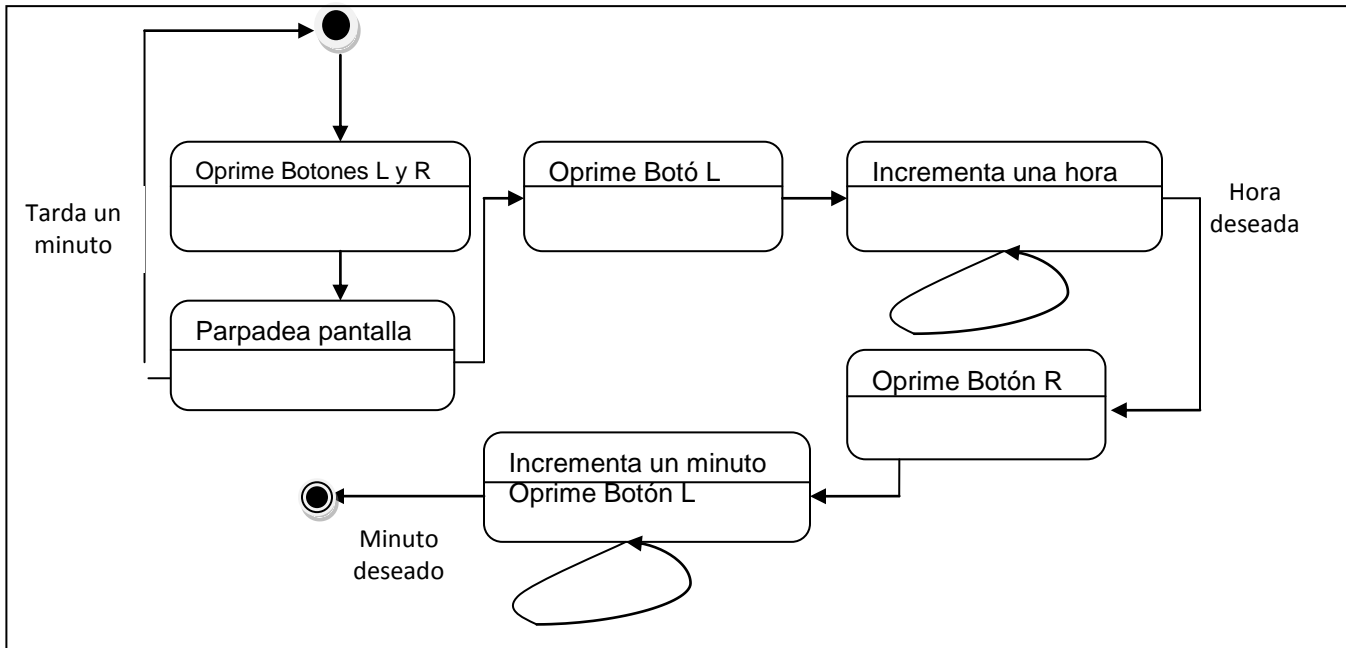 Oprime Botones L y R
Oprime Botó L
Incrementa una hora
Hora
deseada
Tarda un
minuto
Parpadea pantalla
Oprime Botón R
Incrementa un minuto
Oprime Botón L
Minuto
deseado